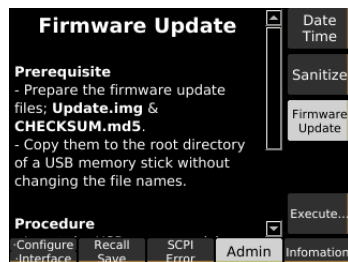 Firmware Update
Prerequisite
- Prepare the firmware update
files; Update.img &
CHECKSUM.md5.
- Copy them to the root directory
of a USB memory stick without
changing the file names.
Procedure
Date
Time
Sanitize
Firmware
Update
Execute...
·Configure
·Interface
Recall
Save
SCPI
Error
Admin
Infomation